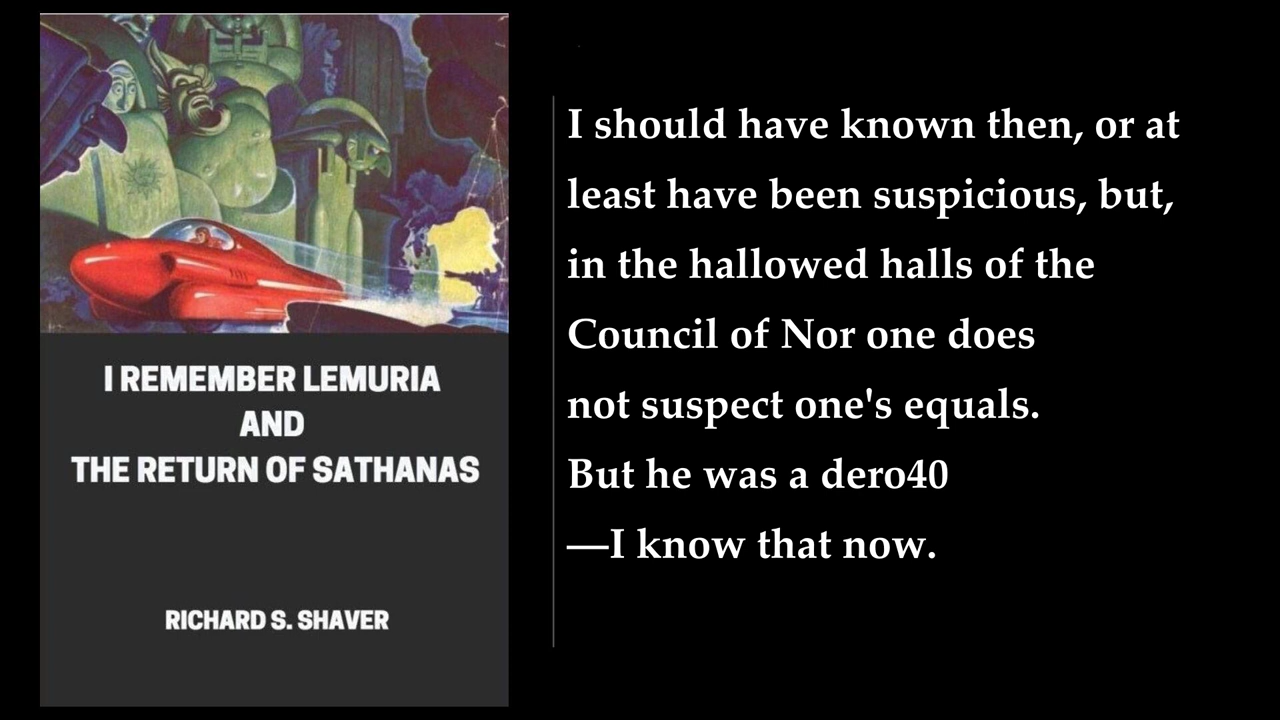 I REMEMBER LEMURIA
AND
THE RETURN OF SATHANAS
RICHARD S. SHAVER
I should have known then, or at
least have been suspicious, but,
in the hallowed halls of the
Council of Nor one does
not suspect one's equals.
But he was a dero40
—I know that now.